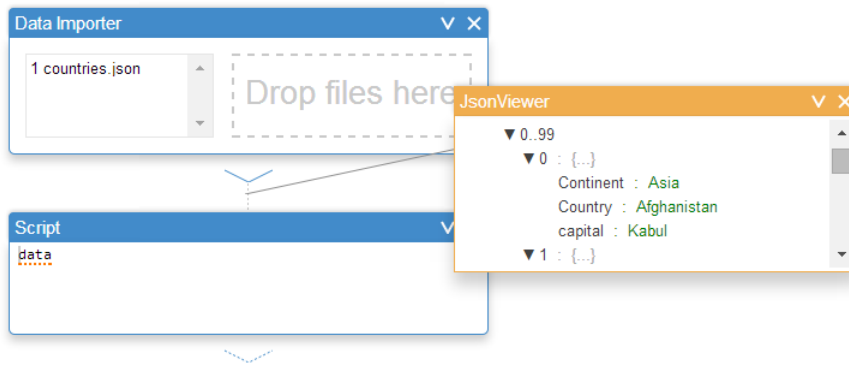 Data Importer
1 countries.json
Drop files here
JsonViewer
▼ 0..99
▼ 0 : {...}
Continent : Asia
Country : Afghanistan
capital : Kabul
▼ 1 : {...}
Script
data